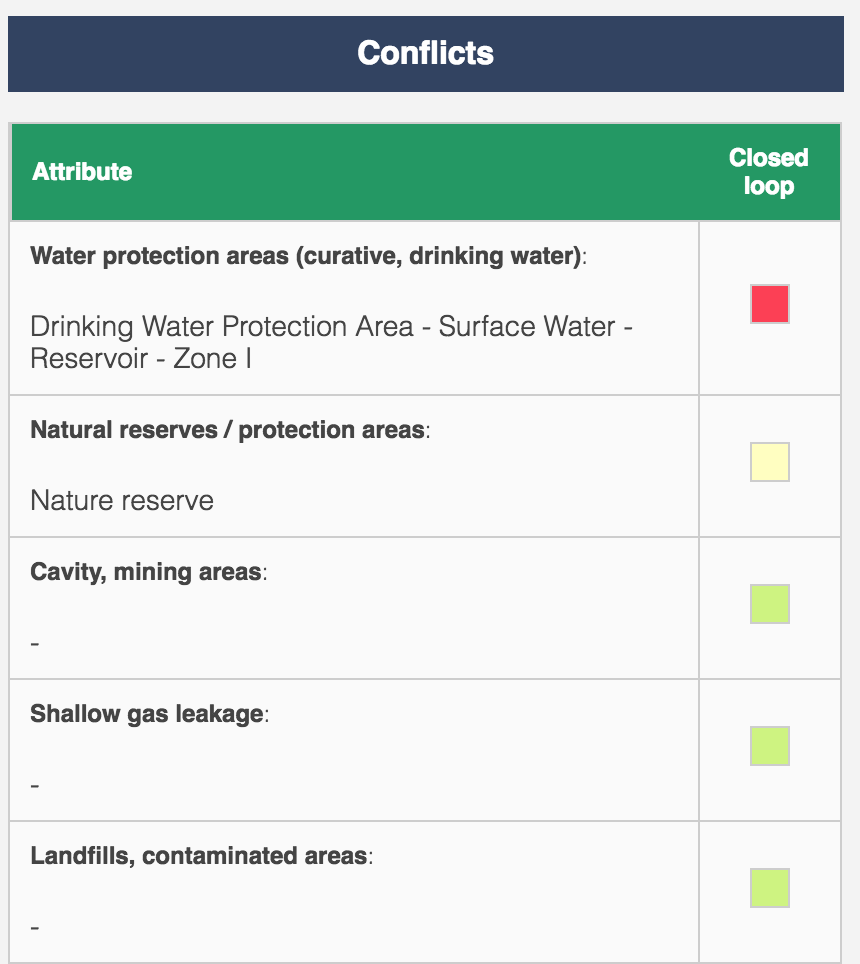 Conflicts
Attribute
Closed
loop
Water protection areas (curative, drinking water):
Drinking Water Protection Area - Surface Water -
Reservoir - Zone I
Natural reserves / protection areas:
Nature reserve
Cavity, mining areas:
-
Shallow gas leakage:
-
Landfills, contaminated areas:
-